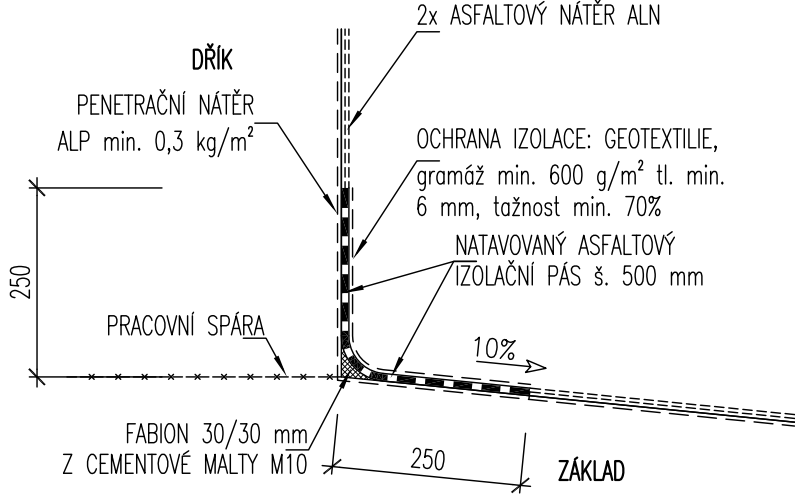 2x ASFALTOVÝ NÁTĚR ALN
DŘÍK
PENETRAČNÍ NÁTĚR
ALP min. 0,3 kg/m²
OCHRANA IZOLACE: GEOTEXTILIE,
gramáž min. 600 g/m² tl. min.
6 mm, tažnost min. 70%
NATAVOVANÝ ASFALTOVÝ
IZOLAČNÍ PÁS š. 500 mm
250
PRACOVNÍ SPÁRA
10%
FABION 30/30 mm
Z CEMENTOVÉ MALTY M10
250
ZÁKLAD